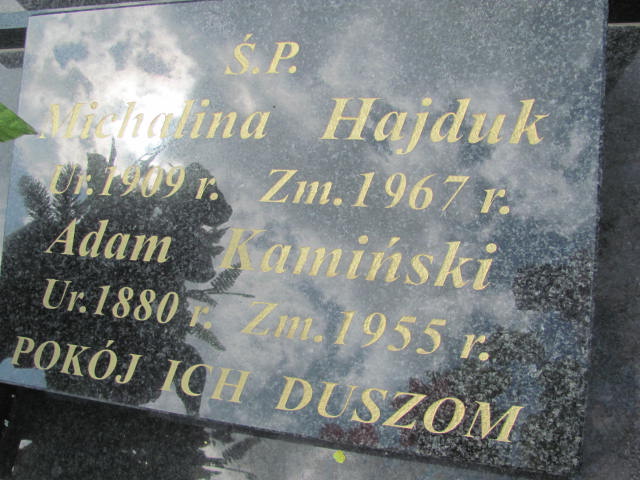 Ś.P.
Michalina Hajduk
Ur.1909 r. Zm.1967 r.
Adam Kamiński
Ur.1880 r. Zm.1955 r.
POKÓJ ICH DUSZOM